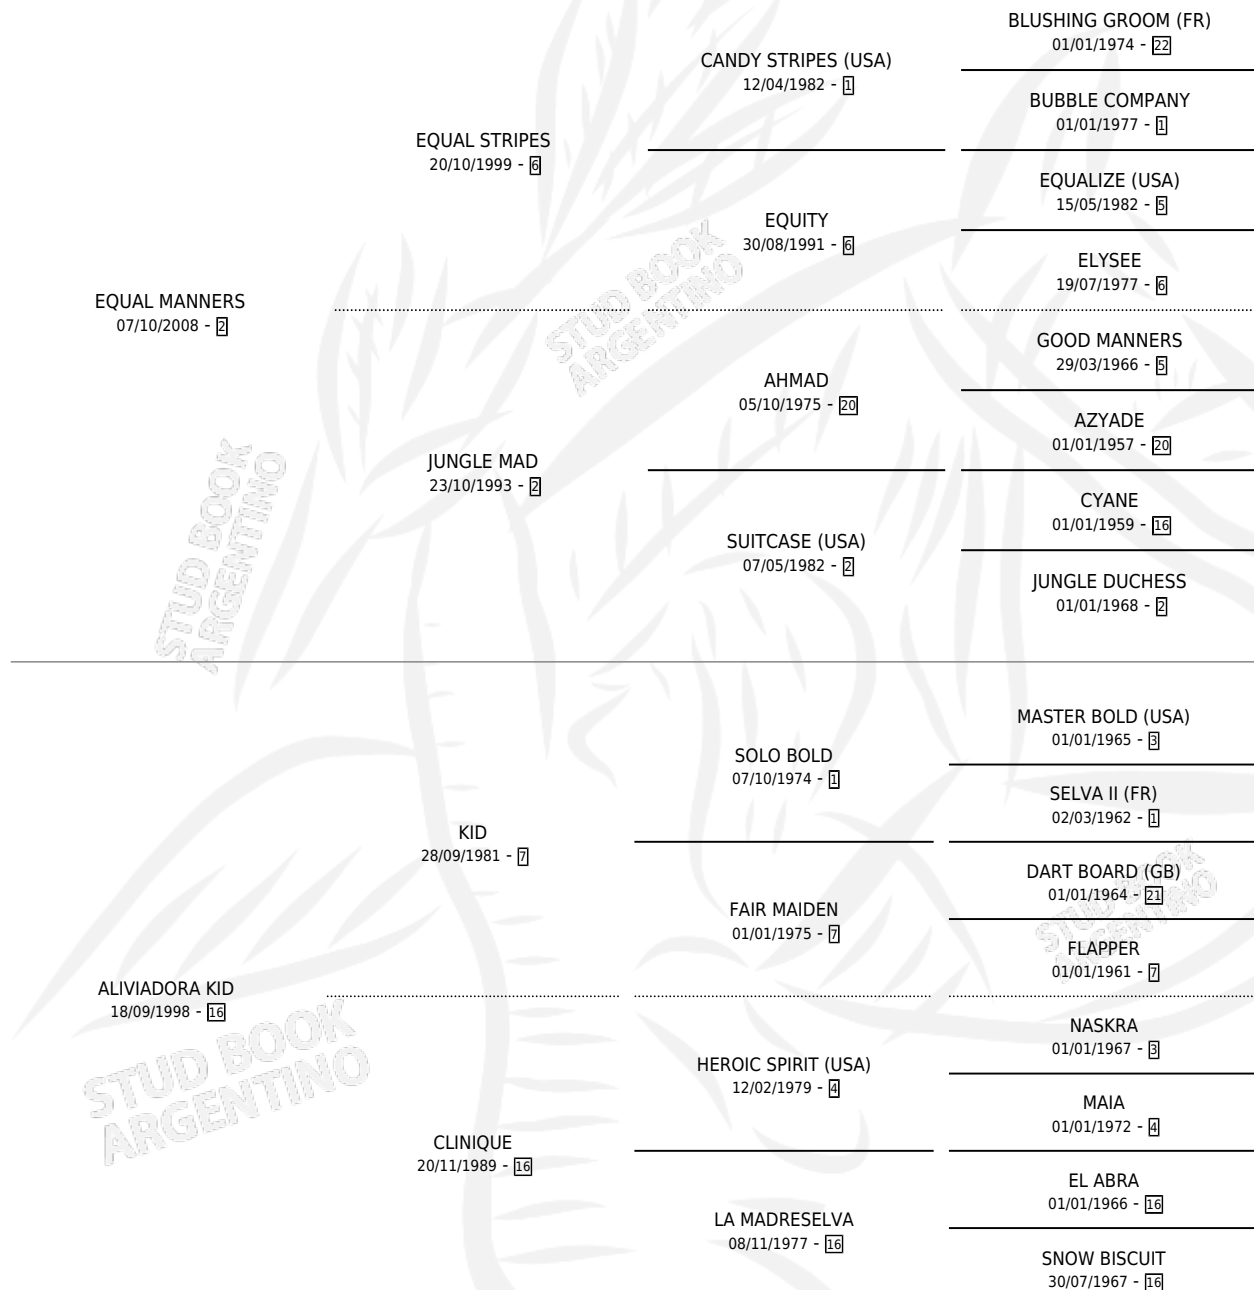 BLUSHING GROOM (FR)
01/01/1974 - 22
CANDY STRIPES (USA)
12/04/1982 - 1
BUBBLE COMPANY
01/01/1977 - 1
EQUAL STRIPES
20/10/1999 - 6
EQUALIZE (USA)
15/05/1982 - 5
EQUITY
30/08/1991 - 6
ELYSEE
19/07/1977 - 6
EQUAL MANNERS
07/10/2008 - 2
GOOD MANNERS
29/03/1966 - 5
AHMAD
05/10/1975 - 20
AZYADE
01/01/1957 - 20
JUNGLE MAD
23/10/1993 - 2
CYANE
01/01/1959 - 16
SUITCASE (USA)
07/05/1982 - 2
JUNGLE DUCHESS
01/01/1968 - 2
MASTER BOLD (USA)
01/01/1965 - 3
SOLO BOLD
07/10/1974 - 1
SELVA II (FR)
02/03/1962 - 1
KID
28/09/1981 - 7
DART BOARD (GB)
01/01/1964 - 21
FAIR MAIDEN
01/01/1975 - 7
FLAPPER
01/01/1961 - 7
ALIVIADORA KID
18/09/1998 - 16
NASKRA
01/01/1967 - 3
HEROIC SPIRIT (USA)
12/02/1979 - 4
MAIA
01/01/1972 - 4
CLINIQUE
20/11/1989 - 16
EL ABRA
01/01/1966 - 16
LA MADRESELVA
08/11/1977 - 16
SNOW BISCUIT
30/07/1967 - 16
STUD BOOK
ARGENTINO
STUD BOOK
ARGENTINO
STUD BOOK
ARGENTINO
STUD BOOK
ARGENTINO